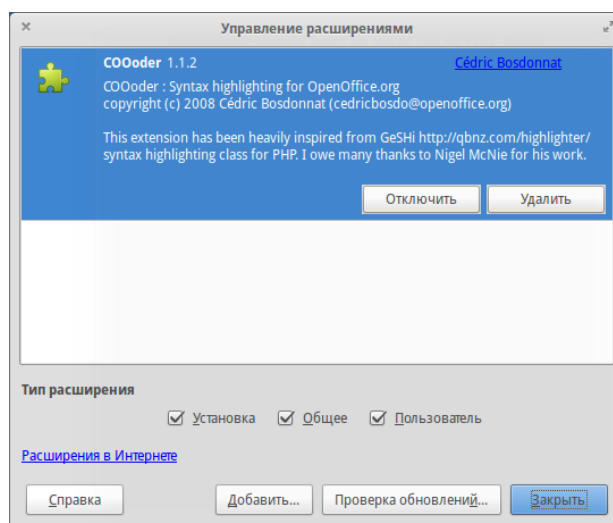 Управление расширениями
COOoder 1.1.2 Cédric Bosdonnat
COOoder : Syntax highlighting for OpenOffice.org
copyright (c) 2008 Cédric Bosdonnat (cedricbosdo@openoffice.org)
This extension has been heavily inspired from GeSHi http://qbnz.com/highlighter/
syntax highlighting class for PHP. I owe many thanks to Nigel McNie for his work.
Отключить Удалить
Тип расширения
Установка Общее Пользователь
Расширения в Интернете
Справка Добавить... Проверка обновлений... Закрыть